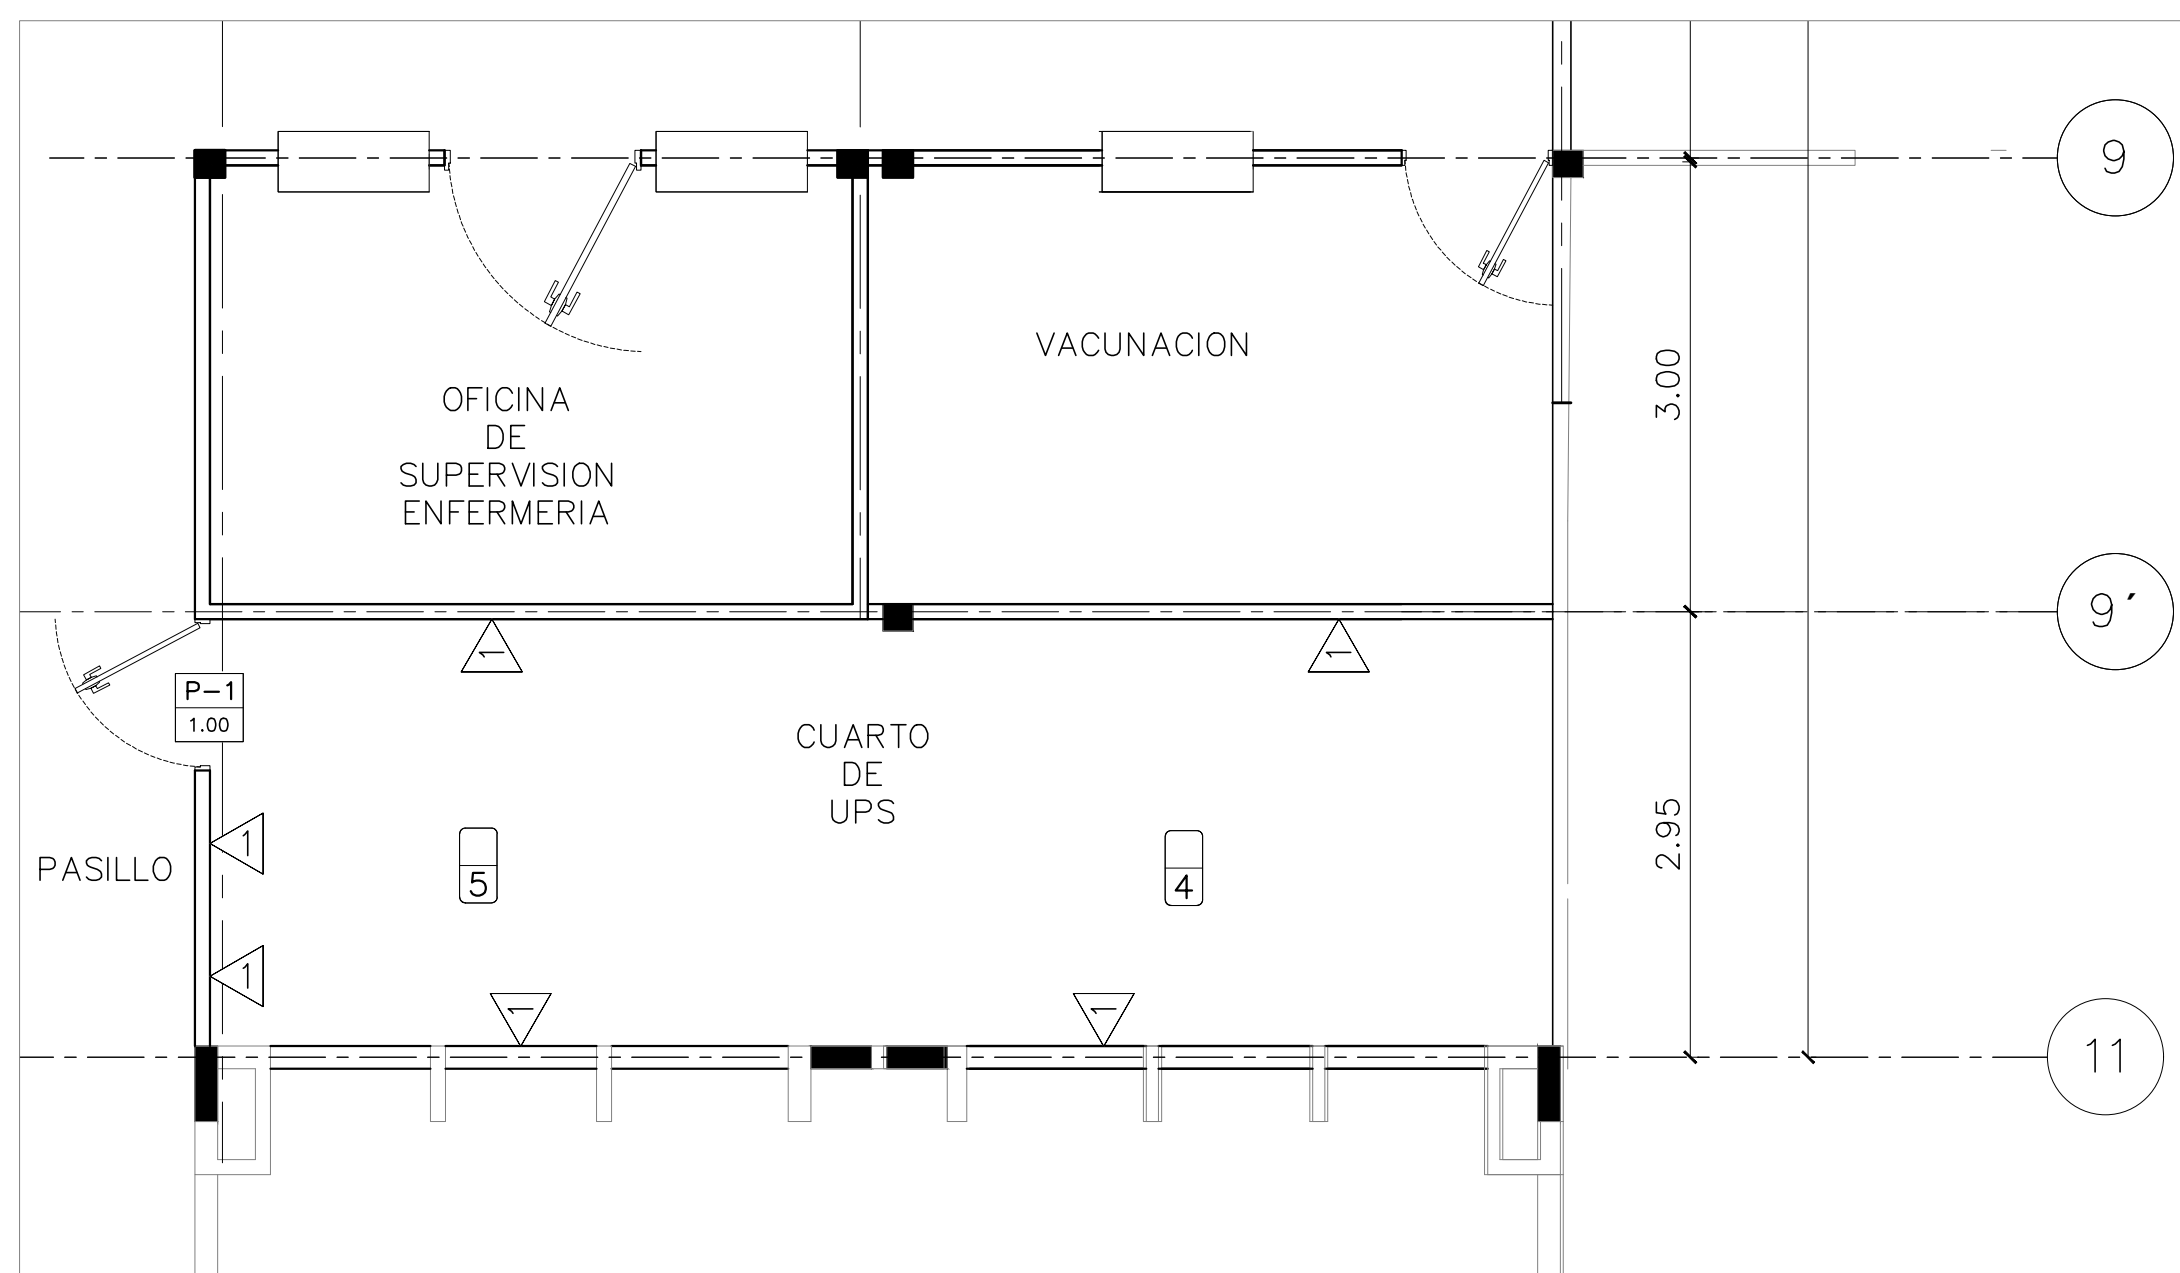 9
VACUNACION
OFICINA
DE
SUPERVISION
ENFERMERIA
3.00
9´
1
1
P-1
1.00
CUARTO
DE
UPS
2.95
PASILLO
1
5
4
1
1
1
11